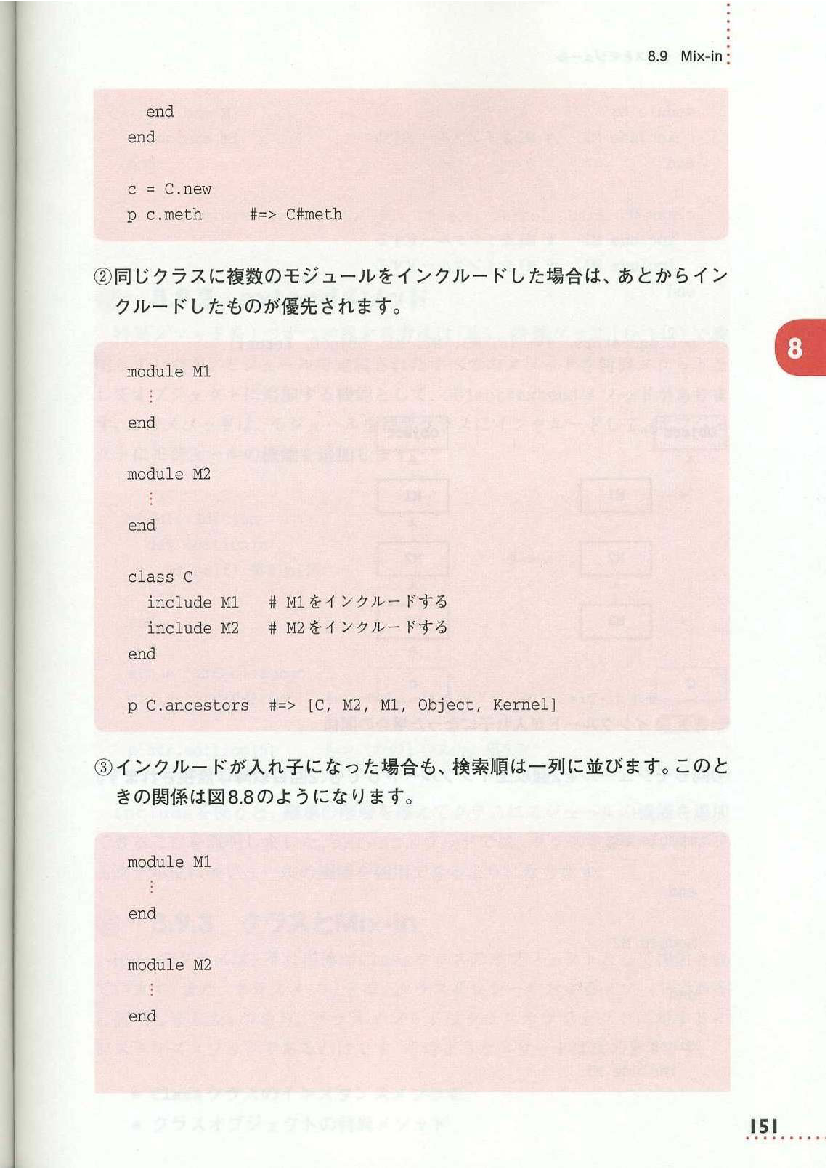 8.9 Mix-in
end
end
c = C.new
p c.meth #=> C#meth
②同じクラスに複数のモジュールをインクルードした場合は、あとからイン
クルードしたものが優先されます。
8
module M1
⋮
end
module M2
⋮
end
class C
include M1 # M1をインクルードする
include M2 # M2をインクルードする
end
p C.ancestors #=> [C, M2, M1, Object, Kernel]
③インクルードが入れ子になった場合も、検索順は一列に並びます。このと
きの関係は図8.8のようになります。
module M1
⋮
end
module M2
⋮
end
151